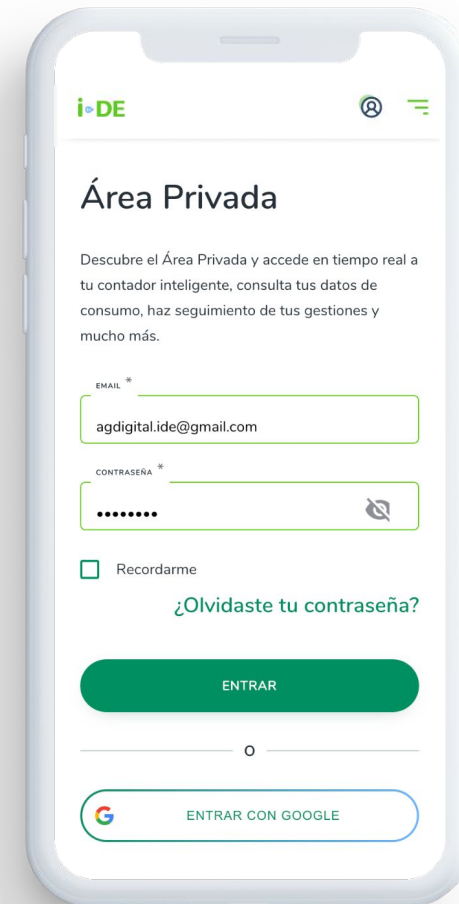 i-DE
Área Privada
Descubre el Área Privada y accede en tiempo real a
tu contador inteligente, consulta tus datos de
consumo, haz seguimiento de tus gestiones y
mucho más.
EMAIL *
agdigital.ide@gmail.com
CONTRASEÑA *
••••••••
Recordarme
¿Olvidaste tu contraseña?
ENTRAR
O
G
ENTRAR CON GOOGLE